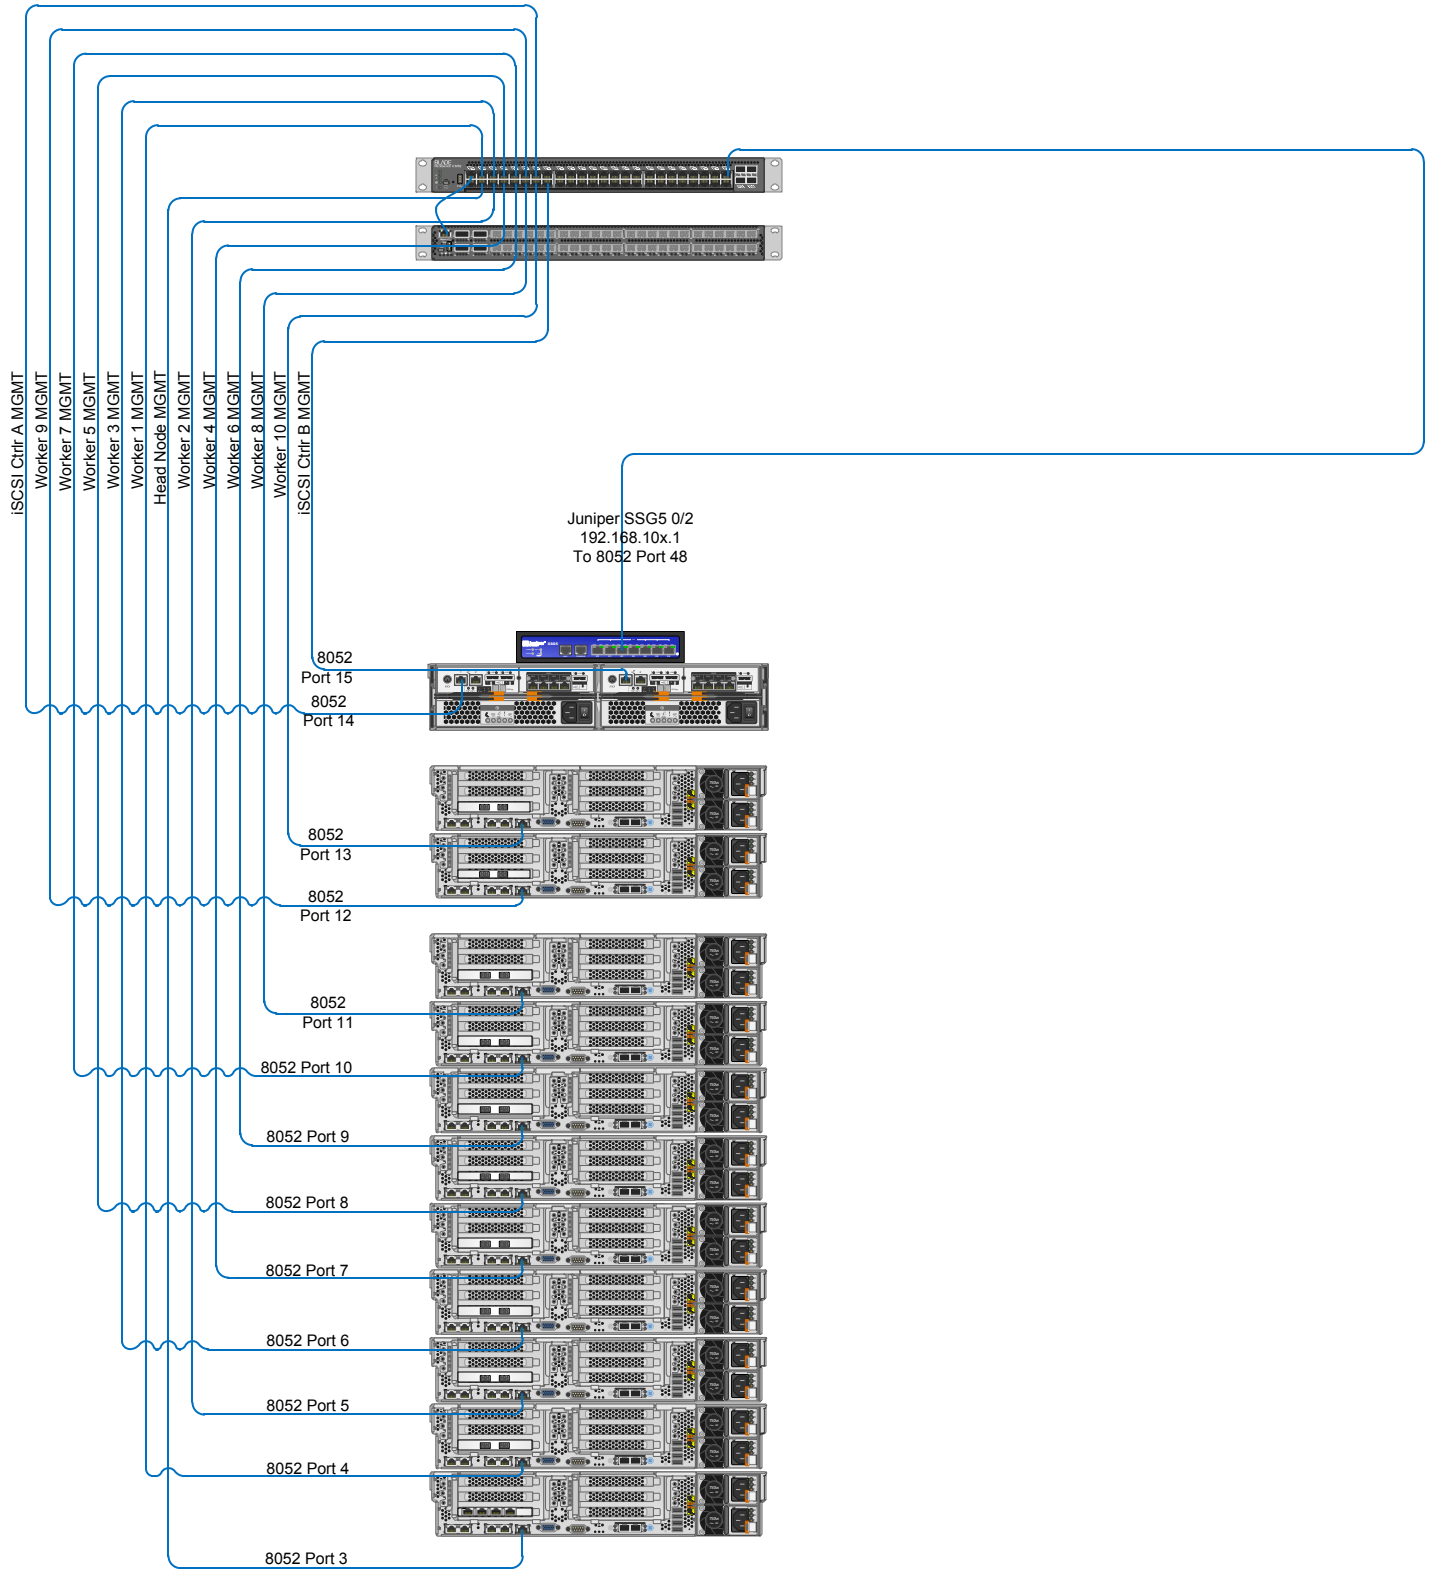 BLADE
iSCSI Ctrlr A MGMT
Worker 9 MGMT
Worker 7 MGMT
Worker 5 MGMT
Worker 3 MGMT
Worker 1 MGMT
Head Node MGMT
Worker 2 MGMT
Worker 4 MGMT
Worker 6 MGMT
Worker 8 MGMT
Worker 10 MGMT
iSCSI Ctrlr B MGMT
Juniper SSG5 0/2
192.168.10x.1
To 8052 Port 48
8052
Port 15
8052
Port 14
8052
Port 13
8052
Port 12
8052
Port 11
8052 Port 10
8052 Port 9
8052 Port 8
8052 Port 7
8052 Port 6
8052 Port 5
8052 Port 4
8052 Port 3